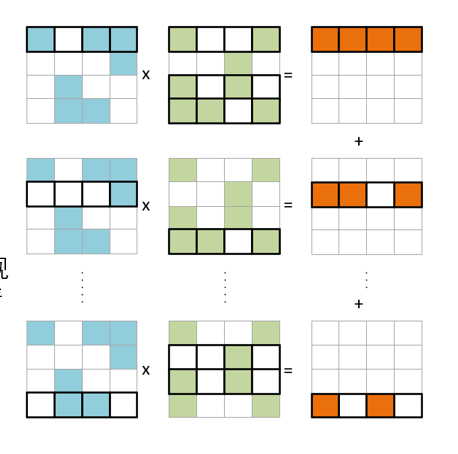 x =
+
x =
+
x =